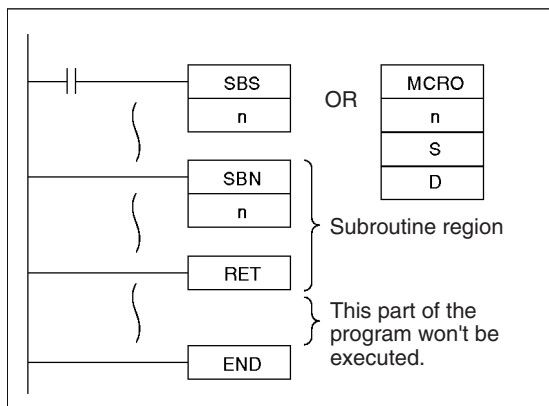 SBS
n
OR
MCRO
n
S
D
SBN
n
Subroutine region
RET
This part of the
program won't be
executed.
END